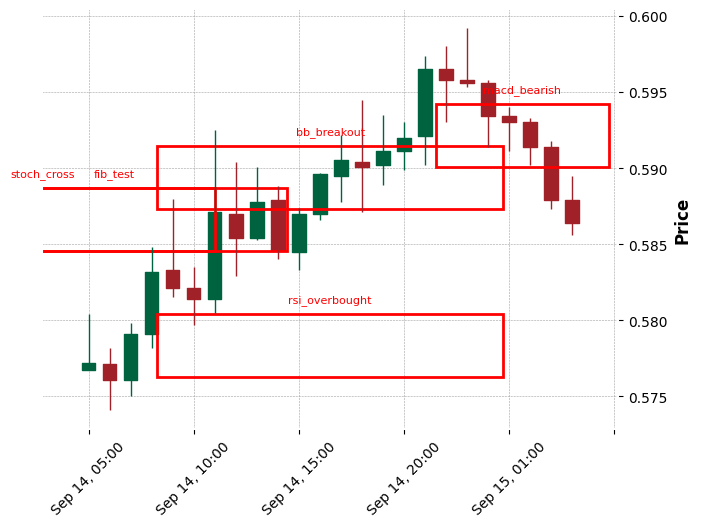 0.600
macd_bearish
0.595
bb_breakout
0.590
stoch_cross
fib_test
0.585
Price
rsi_overbought
0.580
0.575
Sep 14, 05:00
Sep 14, 10:00
Sep 14, 15:00
Sep 14, 20:00
Sep 15, 01:00